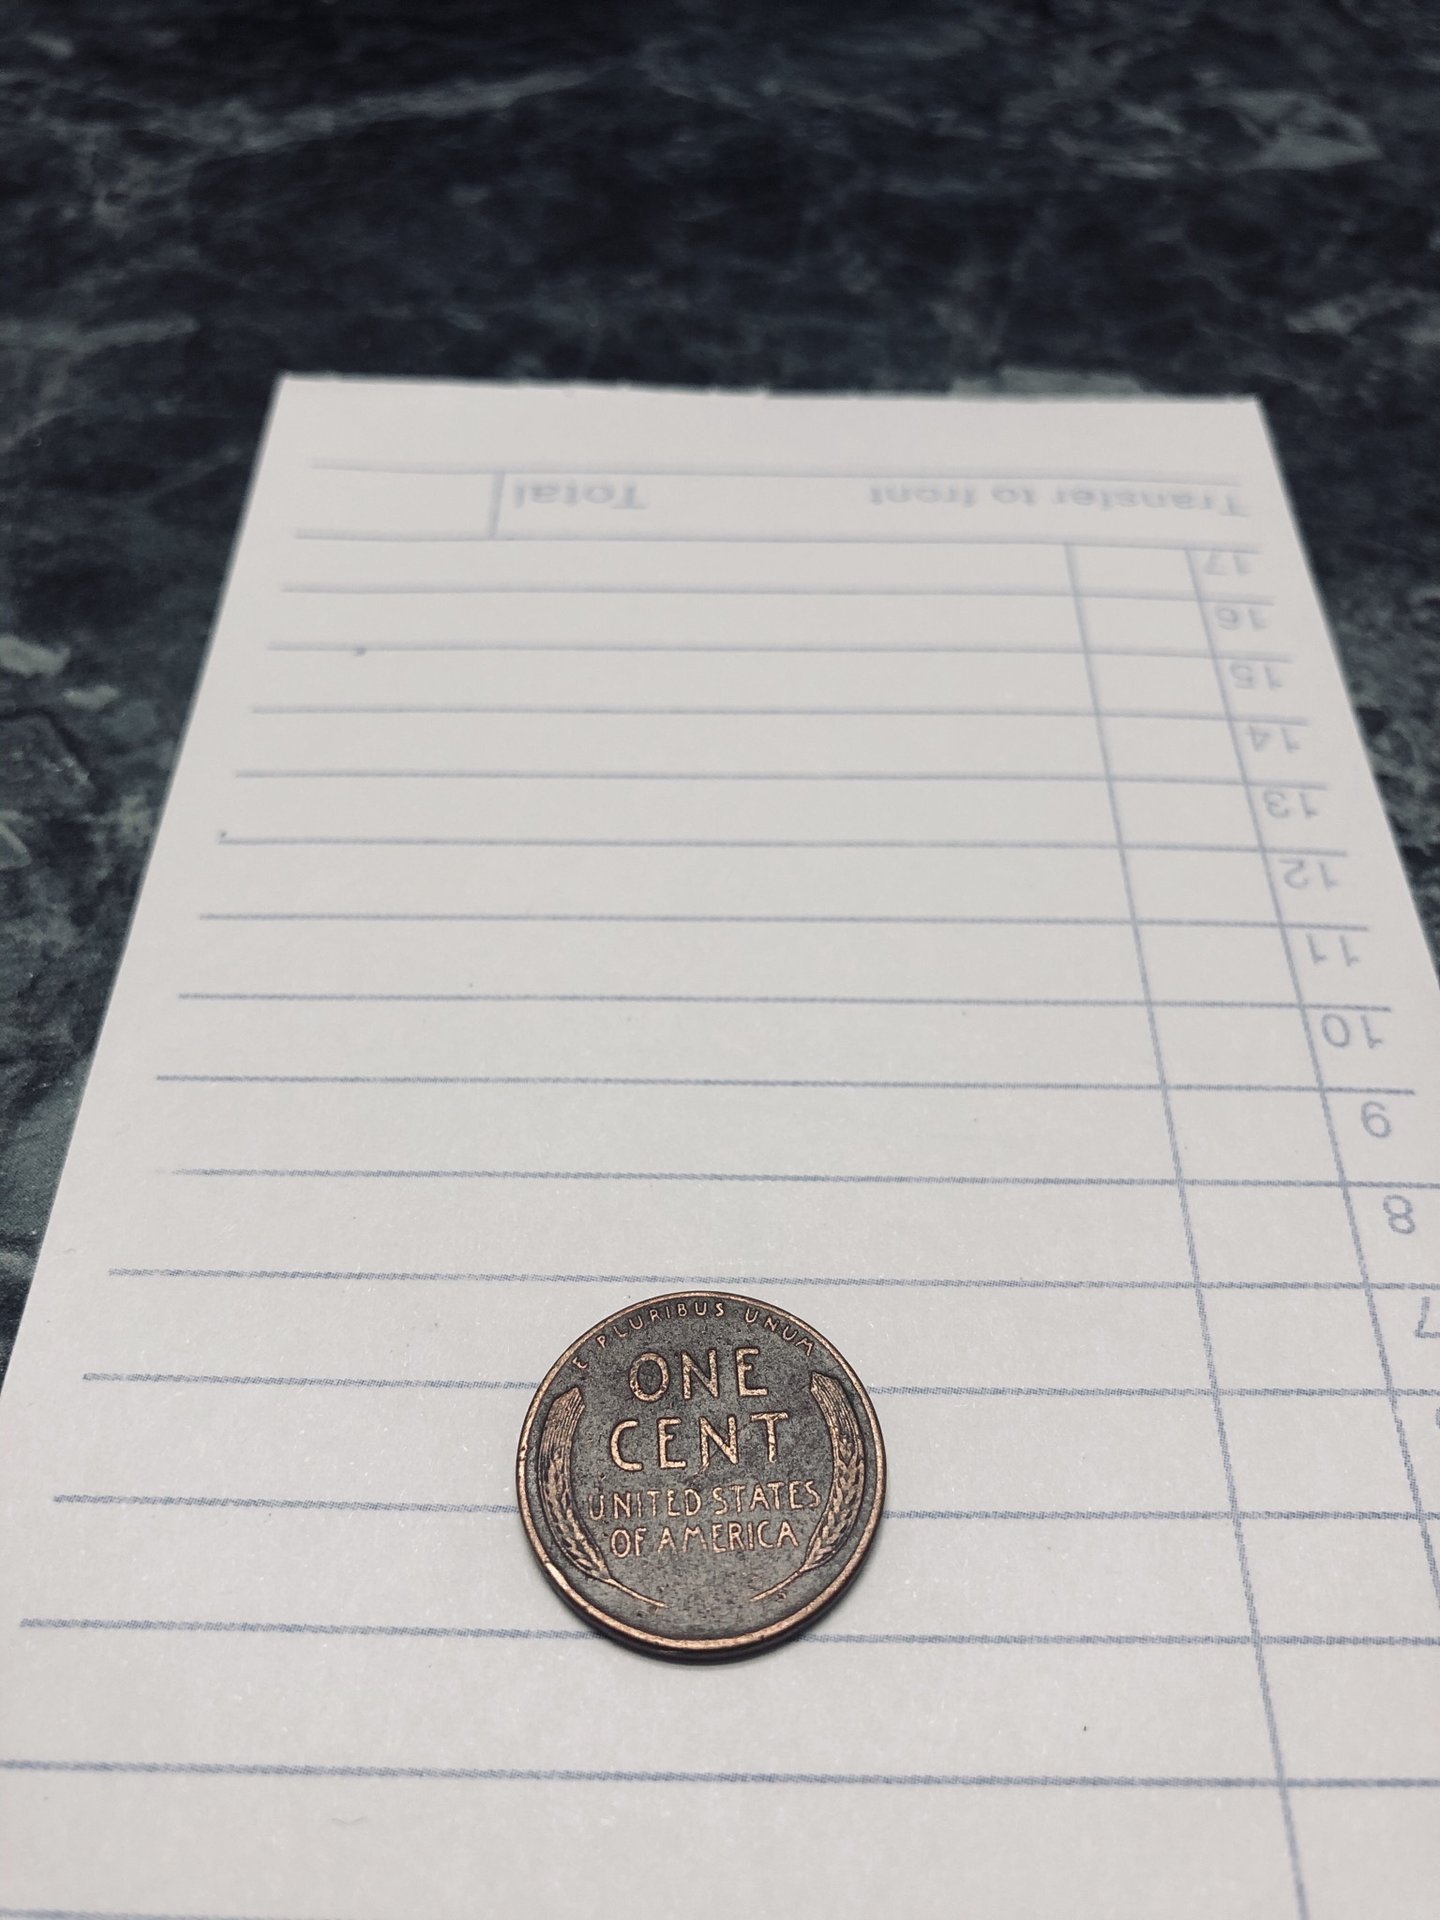 Total Transfer to front
17
16
15
14
13
12
11
10
9
8
7
E PLURIBUS UNUM
ONE
CENT
UNITED STATES
OF AMERICA